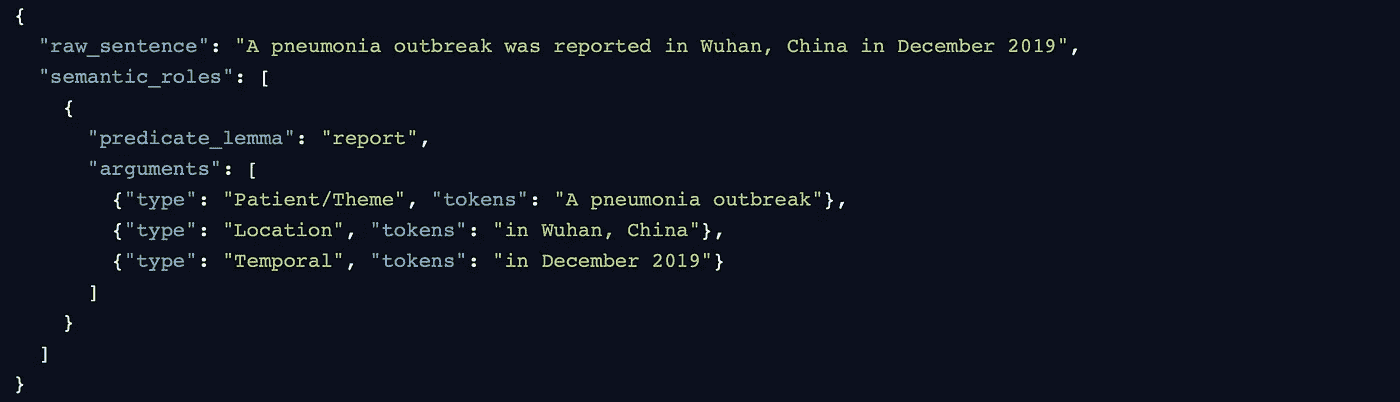 {
  "raw_sentence": "A pneumonia outbreak was reported in Wuhan, China in December 2019",
  "semantic_roles": [
    {
      "predicate_lemma": "report",
      "arguments": [
        {"type": "Patient/Theme", "tokens": "A pneumonia outbreak"},
        {"type": "Location", "tokens": "in Wuhan, China"},
        {"type": "Temporal", "tokens": "in December 2019"}
      ]
    }
  ]
}